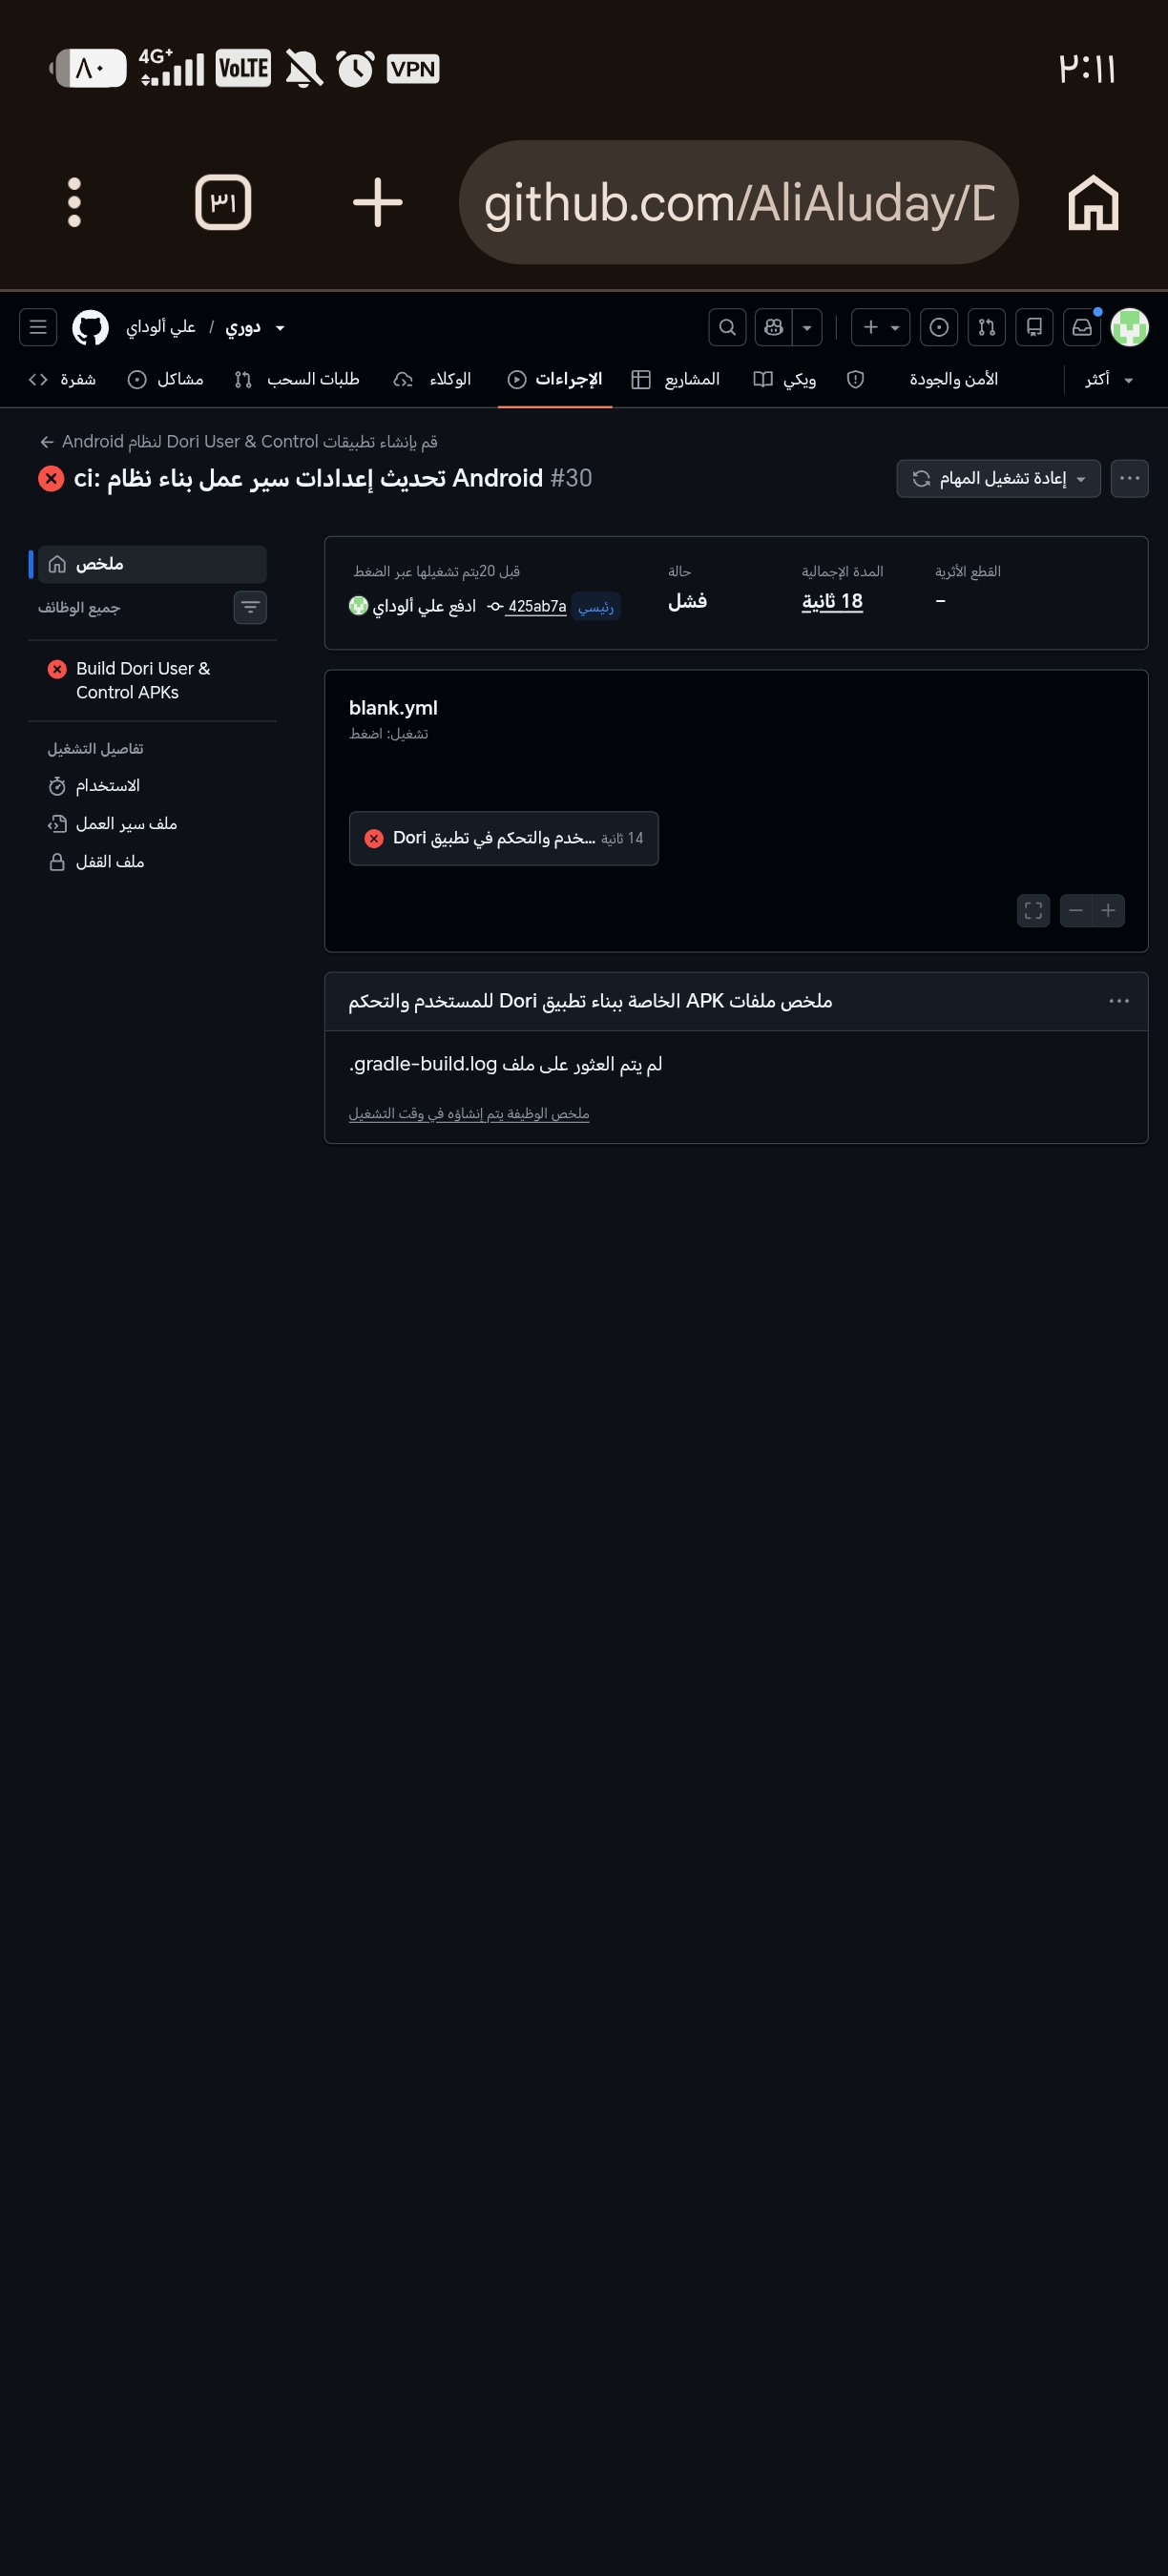 ٨٠ 4G+ VoLTE VPN ٢:١١
٣١ github.com/AliAluday/D
علي ألوداي / دوري
شفرة مشاكل طلبات السحب الوكلاء الإجراءات المشاريع ويكي الأمن والجودة أكثر
قم بإنشاء تطبيقات Dori User & Control لنظام Android
ci: تحديث إعدادات سير عمل بناء نظام Android #30
إعادة تشغيل المهام
ملخص
جميع الوظائف
Build Dori User &
Control APKs
تفاصيل التشغيل
الاستخدام
ملف سير العمل
ملف القفل
يتم تشغيلها عبر الضغط 20قبل
علي ألوداي ادفع 425ab7a رئيسي
حالة
فشل
المدة الإجمالية
18 ثانية
القطع الأثرية
–
blank.yml
تشغيل: اضغط
...خدم والتحكم في تطبيق Dori 14 ثانية
ملخص ملفات APK الخاصة ببناء تطبيق Dori للمستخدم والتحكم
لم يتم العثور على ملف gradle-build.log.
ملخص الوظيفة يتم إنشاؤه في وقت التشغيل